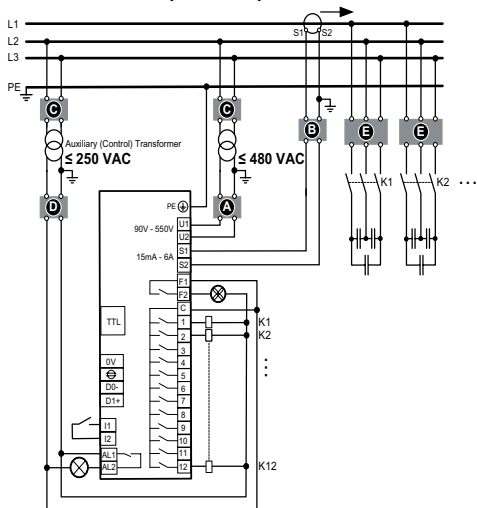 L1
S1 S2
L2
L3
PE
C
C
B
E
E
Auxiliary (Control) Transformer
≤ 250 VAC
≤ 480 VAC
K1
K2 ...
D
A
PE
U1
90V - 550V
U2
S1
15mA - 6A
S2
F1
F2
C
TTL
1
K1
2
K2
3
0V
4
5
D0-
6
D1+
7
8
I1
9
I2
10
AL1
11
AL2
12
K12